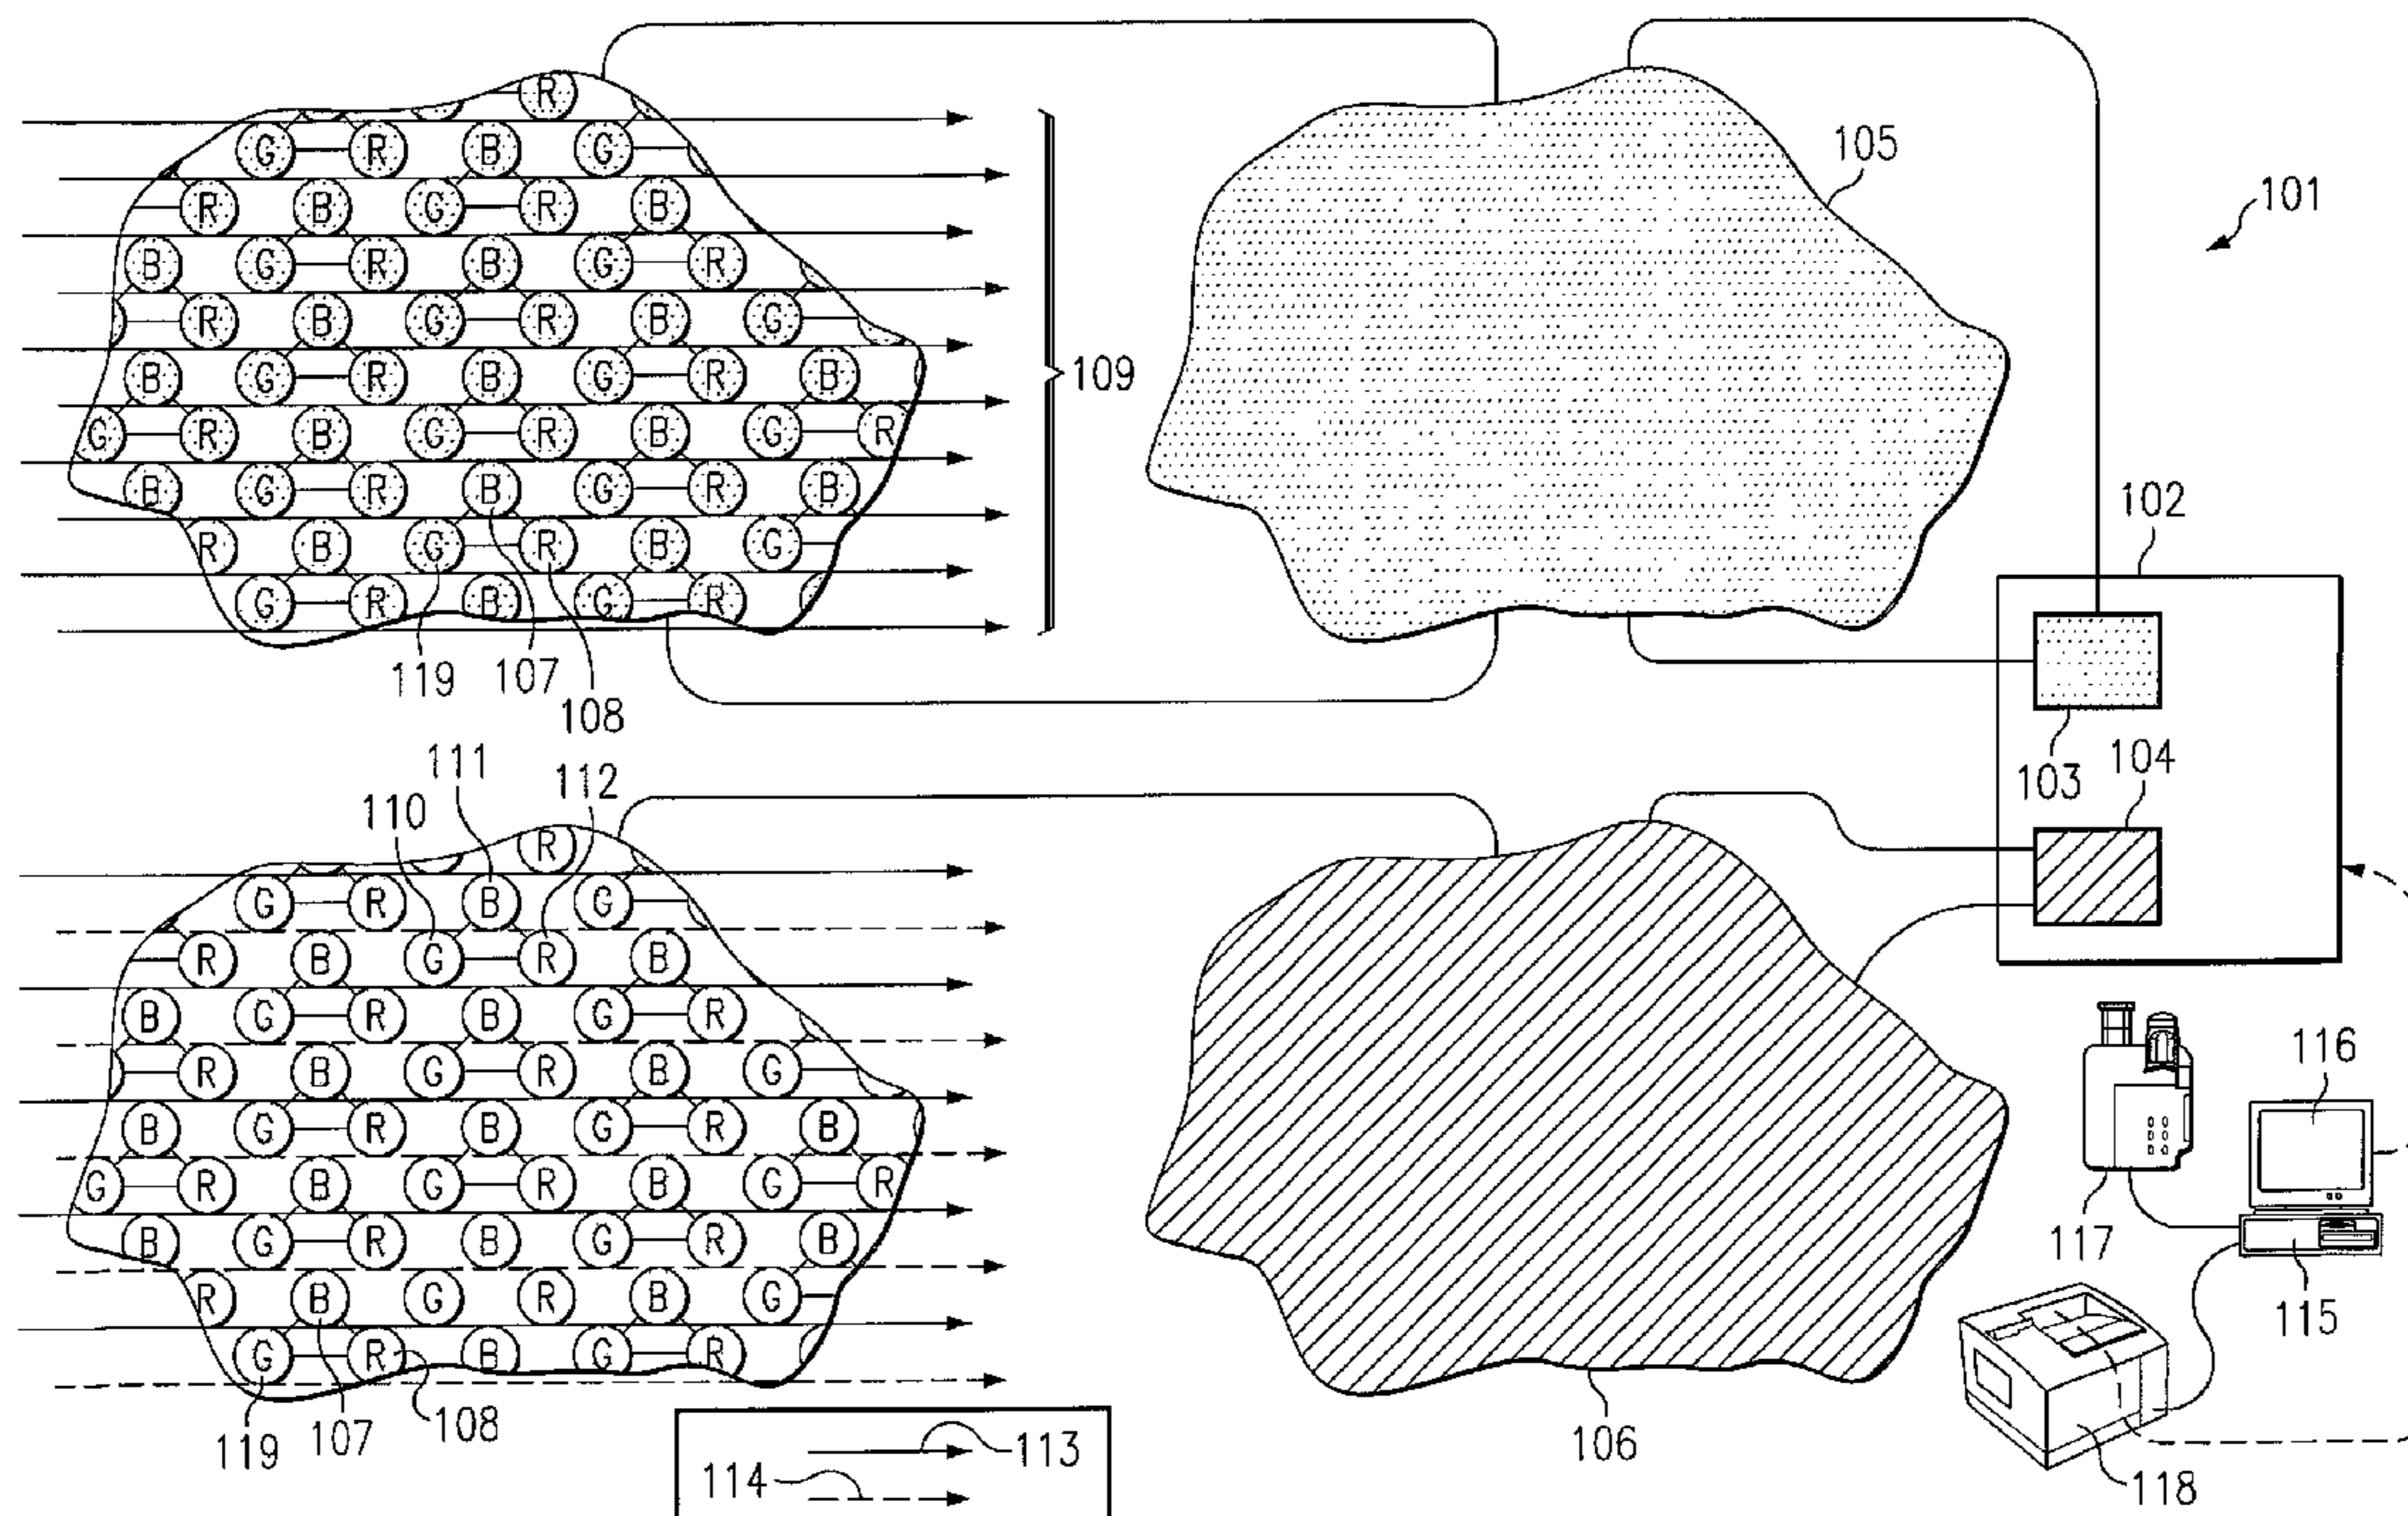 R
G R B G
R B G R B
B G R B G R
R B G R B G
B G R B G R B
G R B G R B G R
B G R B G R B
R B G R B G
G R B G R
119
107
108
109
105
101
102
103
104
111
112
110
R
G R B G
R B G R B
B G R B G R
R B G R B G
B G R B G R B
G R B G R B G R
B G R B G R B
R B G R B G
G R B G R
119
107
108
113
114
106
116
117
115
118